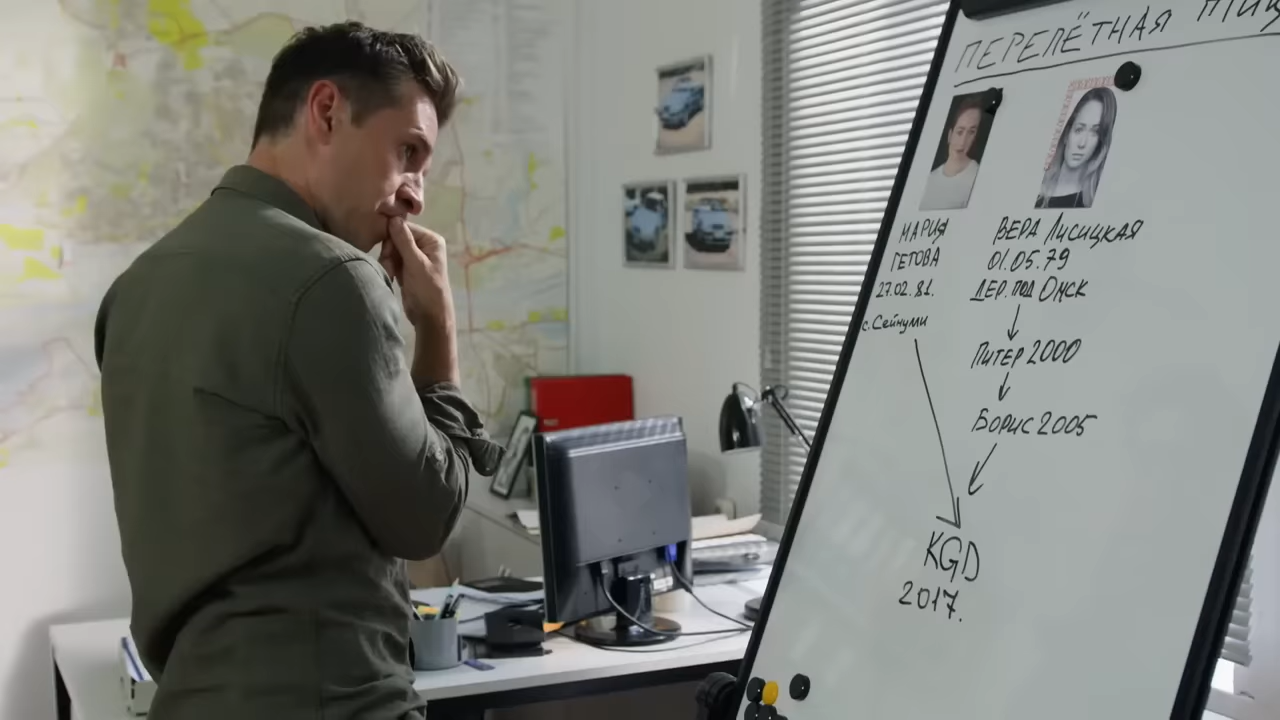 ПЕРЕЛЁТНАЯ ПТИЦ
МАРИЯ
ГЕТОВА
27.02.81.
с. Сейнуми
ВЕРА ЛИСИЦКАЯ
01.05.79
ДЕР. ПОД ОМСК
ПИТЕР 2000
БОРИС 2005
KGD
2017.